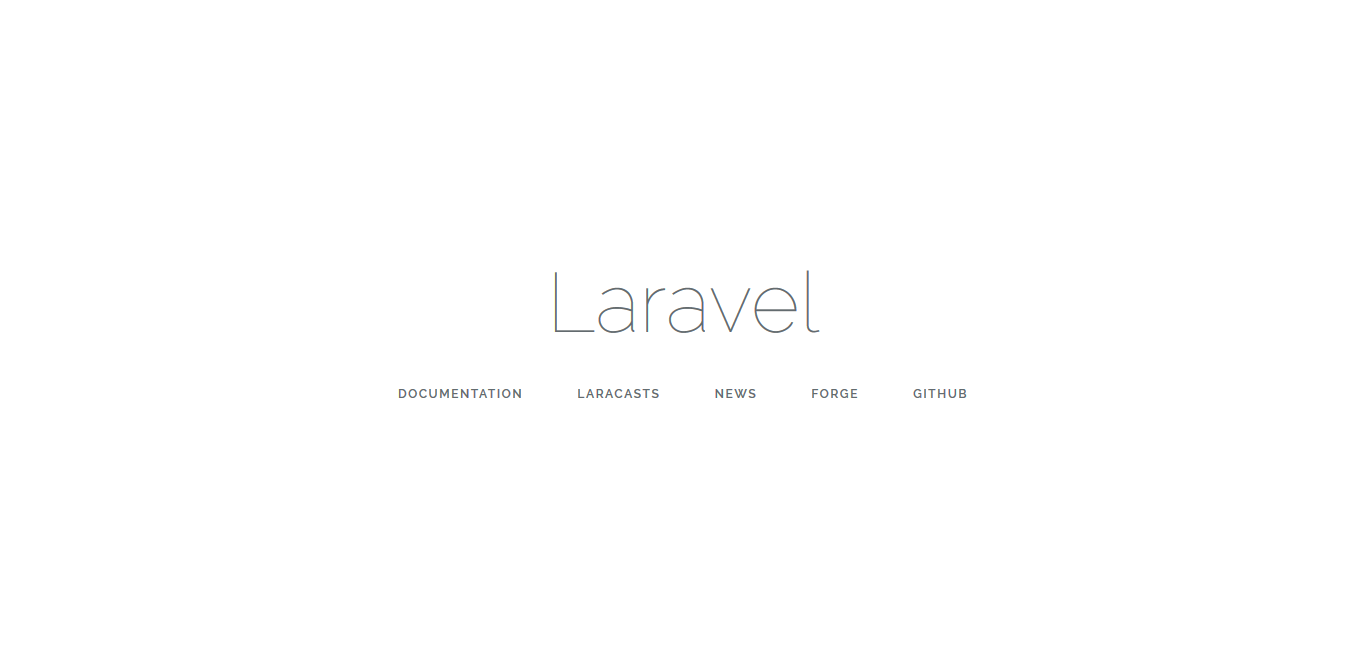 Laravel
DOCUMENTATION LARACASTS NEWS FORGE GITHUB